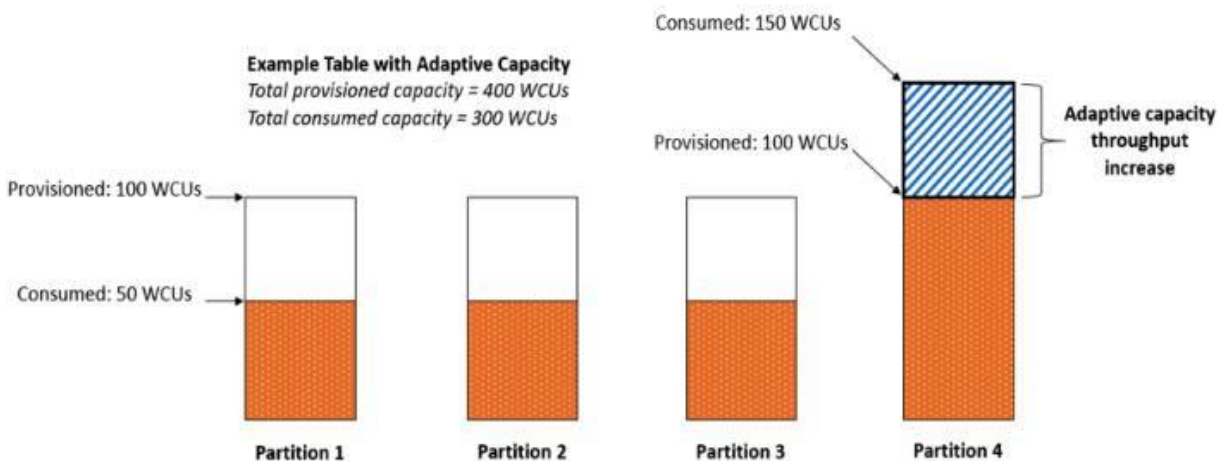 Consumed: 150 WCUs
Example Table with Adaptive Capacity
Total provisioned capacity = 400 WCUs
Total consumed capacity = 300 WCUs
Provisioned: 100 WCUs
Adaptive capacity
throughput
increase
Provisioned: 100 WCUs
Consumed: 50 WCUs
Partition 1
Partition 2
Partition 3
Partition 4